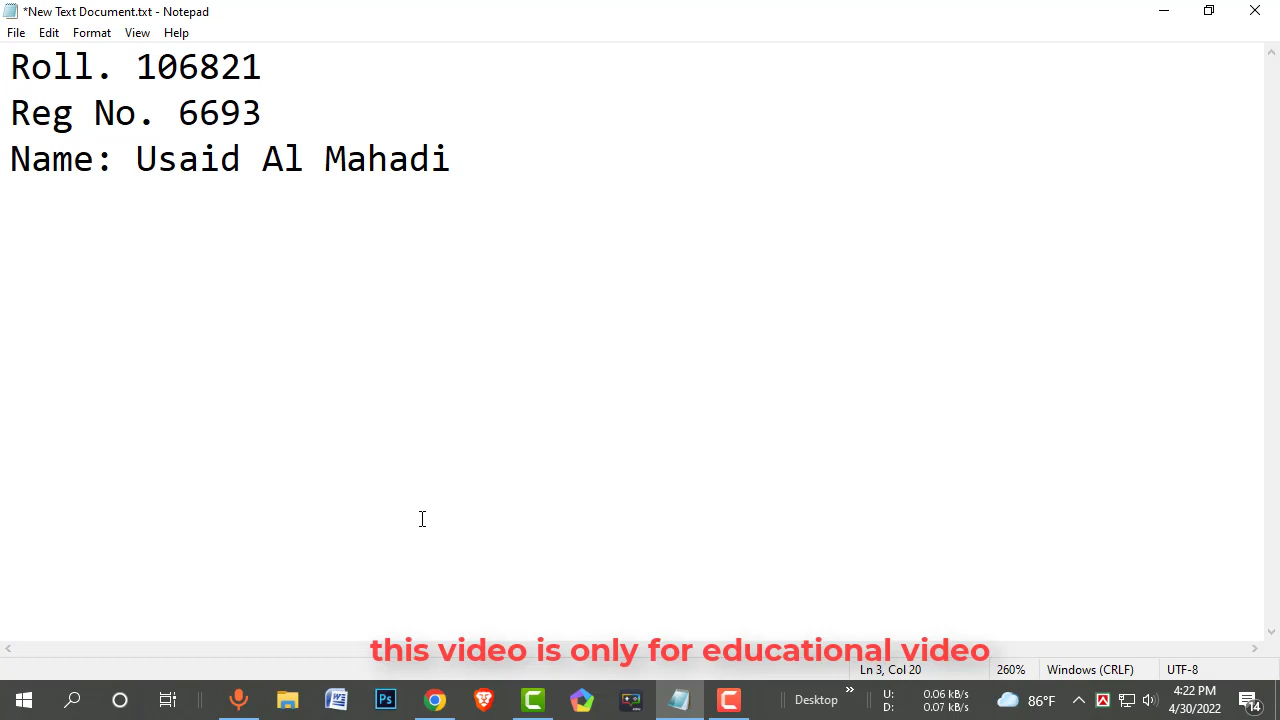 *New Text Document.txt - Notepad
File Edit Format View Help
Roll. 106821
Reg No. 6693
Name: Usaid Al Mahadi
this video is only for educational video
Ln 3, Col 20 260% Windows (CRLF) UTF-8
Ps Desktop » U: 0.06 kB/s 86°F 4:22 PM
D: 0.07 kB/s 4/30/2022 14